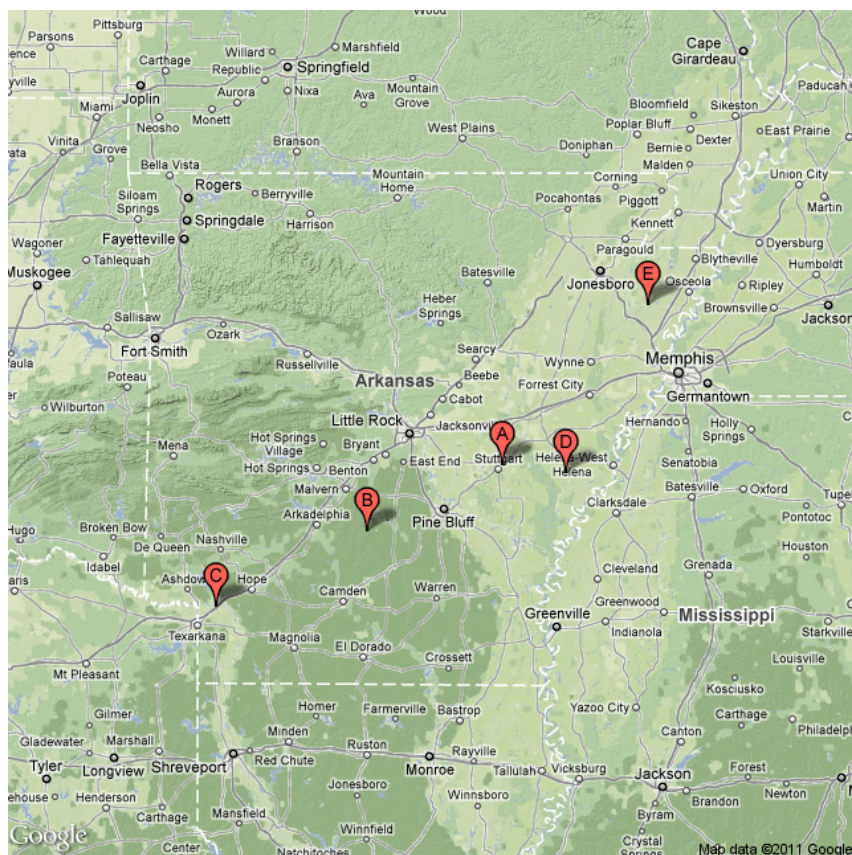 Wood
Pittsburg
Parsons
Carthage
Willard
Marshfield
Cape
Girardeau
Republic
Springfield
Joplin
Aurora
Nixa
Ava
Mountain
Grove
Paducah
Miami
Neosho
Monett
Bloomfield
Sikeston
Vinita
Grove
Branson
West Plains
Poplar Bluff
Dexter
East Prairie
Bernie
Doniphan
Malden
Bella Vista
Rogers
Berryville
Mountain
Home
Corning
Union City
Siloam
Springs
Springdale
Harrison
Pocahontas
Piggott
Martin
Kennett
Wagoner
Fayetteville
Tahlequah
Paragould
Dyersburg
Blytheville
Muskogee
Batesville
Jonesboro
E
Osceola
Humboldt
Ripley
Heber
Springs
Brownsville
Jackson
Sallisaw
Ozark
Fort Smith
Russellville
Searcy
Wynne
Memphis
Poteau
Arkansas
Beebe
Forrest City
Germantown
Wilburton
Cabot
Little Rock
Jacksonville
Hernando
Holly
Springs
Mena
Hot Springs
Village
Bryant
A
D
Hot Springs
Benton
East End
Stuttgart
Helena-West
Helena
Senatobia
Malvern
B
Batesville
Oxford
Arkadelphia
Pine Bluff
Clarksdale
Pontotoc
Hugo
Broken Bow
De Queen
Nashville
Houston
Idabel
C
Cleveland
Grenada
Hope
Camden
Warren
Greenwood
Texarkana
Greenville
Mississippi
Indianola
Starkville
Magnolia
El Dorado
Mt Pleasant
Crossett
Louisville
Kosciusko
Gilmer
Homer
Farmerville
Bastrop
Yazoo City
Carthage
Philadelphia
Gladewater
Marshall
Minden
Canton
Tyler
Longview
Shreveport
Red Chute
Ruston
Monroe
Rayville
Tallulah
Vicksburg
Jackson
Forest
Newton
Henderson
Jonesboro
Brandon
Carthage
Mansfield
Winnsboro
Byram
Center
Winnfield
Crystal
Springs
Natchitoches
Google
Map data ©2011 Google